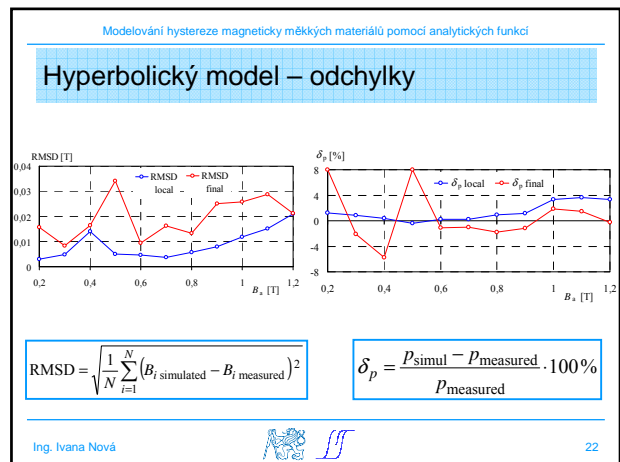 Modelování hystereze magneticky měkkých materiálů pomocí analytických funkcí
Hyperbolický model – odchylky
RMSD [T]
0,04
0,03
0,02
0,01
0
RMSD local
RMSD final
0,2 0,4 0,6 0,8 1 1,2
Ba [T]
δp [%]
8
4
0
-4
-8
δp local δp final
0,2 0,4 0,6 0,8 1 1,2
Ba [T]
RMSD = √(1/N ∑_{i=1}^{N} (B_{i simulated} − B_{i measured})²)
δp = (p_simul − p_measured) / p_measured · 100%
Ing. Ivana Nová
22